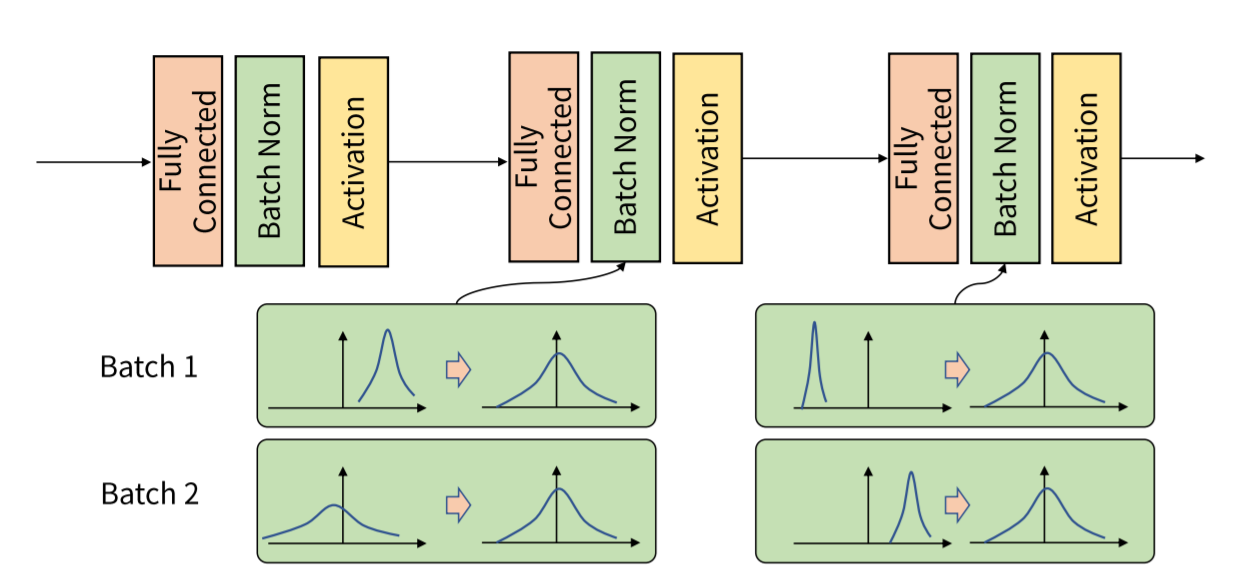 Fully
Connected
Batch Norm
Activation
Fully
Connected
Batch Norm
Activation
Fully
Connected
Batch Norm
Activation
Batch 1
Batch 2